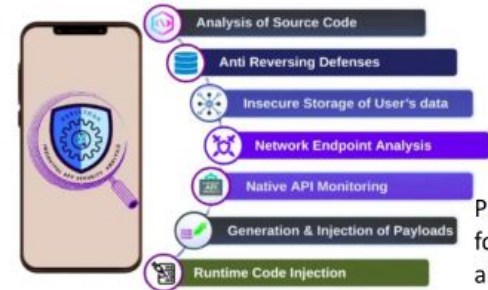 Analysis of Source Code
Anti Reversing Defenses
Insecure Storage of User's data
Network Endpoint Analysis
Native API Monitoring
Generation & Injection of Payloads
Runtime Code Injection
API
P
fo
a